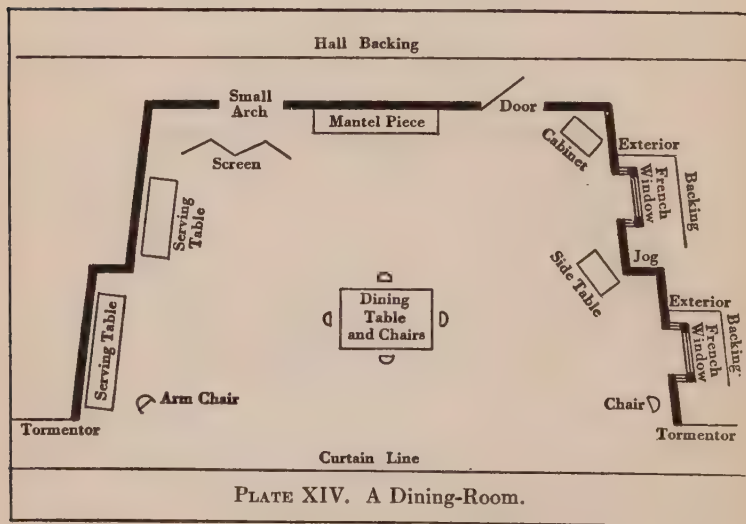 Hall Backing
Small
Arch
Mantel Piece
Door
Screen
Cabinet
Exterior
French
Window
Backing
Serving
Table
Jog
Side Table
Dining
Table
and Chairs
Exterior
French
Window
Backing.
Serving Table
Arm Chair
Chair
Tormentor
Tormentor
Curtain Line
PLATE XIV. A Dining-Room.